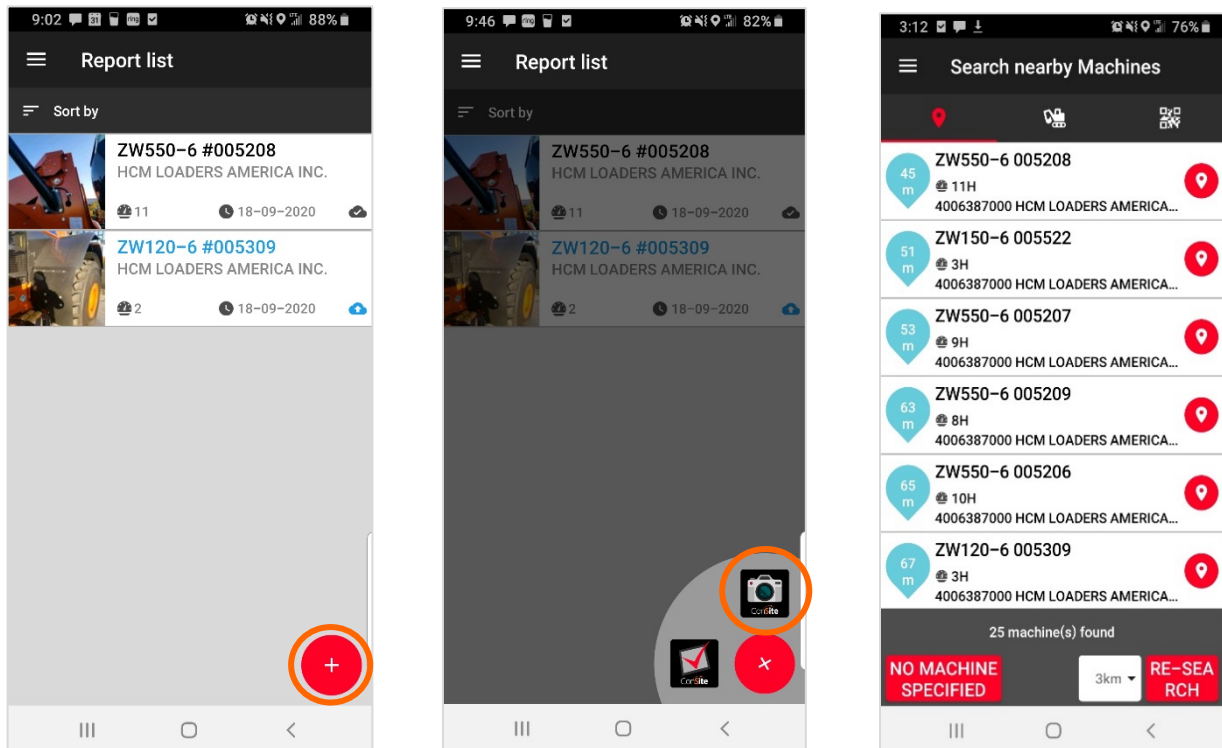 9:02
31
ring
88%
Report list
Sort by
ZW550-6 #005208
HCM LOADERS AMERICA INC.
11
18-09-2020
ZW120-6 #005309
HCM LOADERS AMERICA INC.
2
18-09-2020
+
9:46
ring
82%
Report list
Sort by
ZW550-6 #005208
HCM LOADERS AMERICA INC.
11
18-09-2020
ZW120-6 #005309
HCM LOADERS AMERICA INC.
2
18-09-2020
ConSite
ConSite
×
3:12
76%
Search nearby Machines
45 m
ZW550-6 005208
11H
4006387000 HCM LOADERS AMERICA...
51 m
ZW150-6 005522
3H
4006387000 HCM LOADERS AMERICA...
53 m
ZW550-6 005207
9H
4006387000 HCM LOADERS AMERICA...
63 m
ZW550-6 005209
8H
4006387000 HCM LOADERS AMERICA...
65 m
ZW550-6 005206
10H
4006387000 HCM LOADERS AMERICA...
67 m
ZW120-6 005309
3H
4006387000 HCM LOADERS AMERICA...
25 machine(s) found
NO MACHINE
SPECIFIED
3km
RE-SEA
RCH